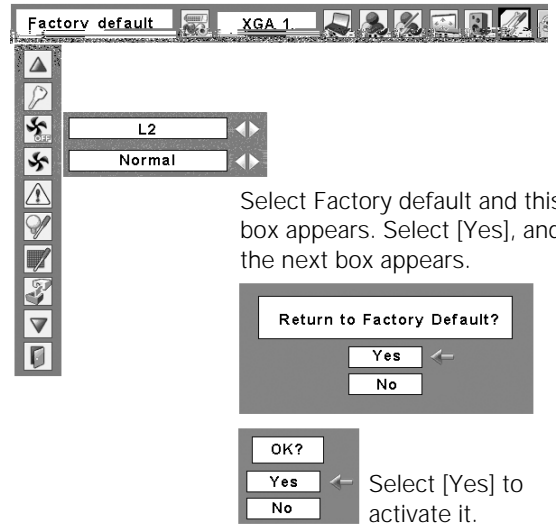 Factory default
XGA 1
OFF
L2
Normal
Select Factory default and this
box appears. Select [Yes], and
the next box appears.
Return to Factory Default?
Yes
No
OK?
Yes
No
Select [Yes] to
activate it.